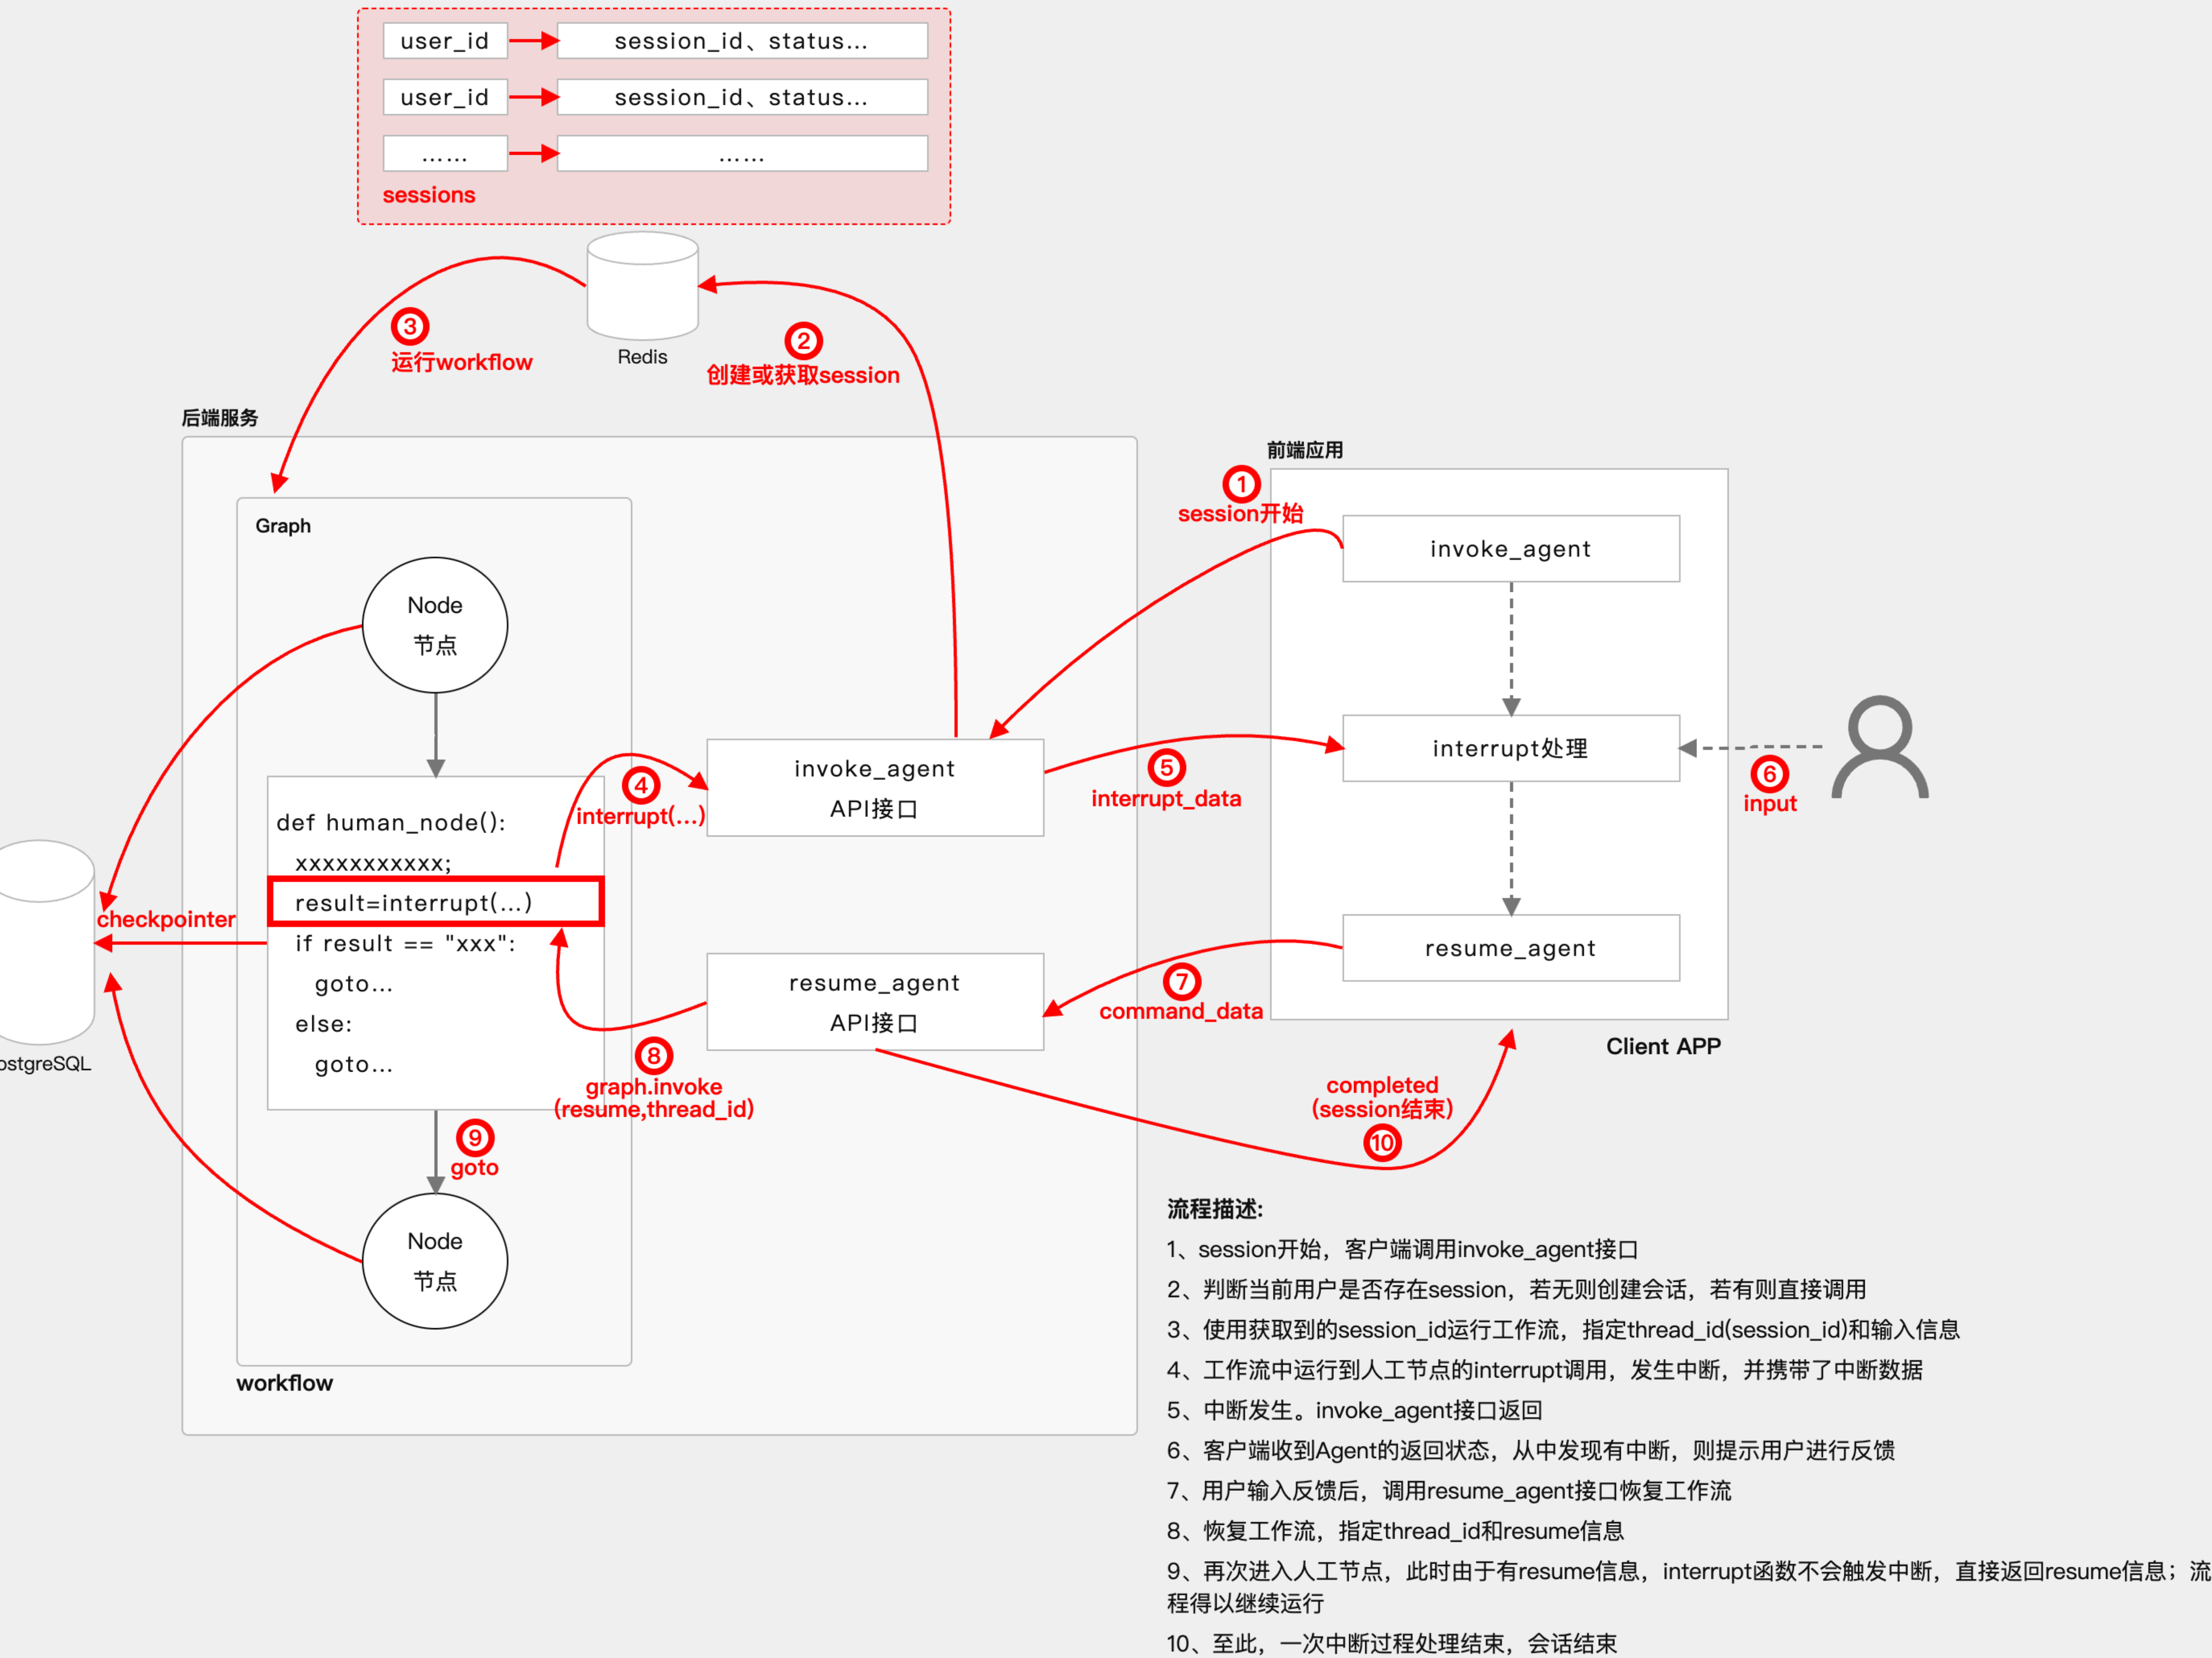 user_id
session_id、status...
user_id
session_id、status...
……
……
sessions
Redis
③
运行workflow
②
创建或获取session
后端服务
前端应用
①
session开始
Graph
invoke_agent
Node
节点
interrupt处理
⑥
input
④
interrupt(...)
invoke_agent
API接口
⑤
interrupt_data
def human_node():
xxxxxxxxxxx;
result=interrupt(...)
if result == "xxx":
goto...
else:
goto...
checkpointer
ostgreSQL
resume_agent
API接口
resume_agent
⑦
command_data
Client APP
⑧
graph.invoke
(resume,thread_id)
completed
(session结束)
⑩
⑨
goto
Node
节点
workflow
流程描述:
1、session开始，客户端调用invoke_agent接口
2、判断当前用户是否存在session，若无则创建会话，若有则直接调用
3、使用获取到的session_id运行工作流，指定thread_id(session_id)和输入信息
4、工作流中运行到人工节点的interrupt调用，发生中断，并携带了中断数据
5、中断发生。invoke_agent接口返回
6、客户端收到Agent的返回状态，从中发现有中断，则提示用户进行反馈
7、用户输入反馈后，调用resume_agent接口恢复工作流
8、恢复工作流，指定thread_id和resume信息
9、再次进入人工节点，此时由于有resume信息，interrupt函数不会触发中断，直接返回resume信息；流
程得以继续运行
10、至此，一次中断过程处理结束，会话结束